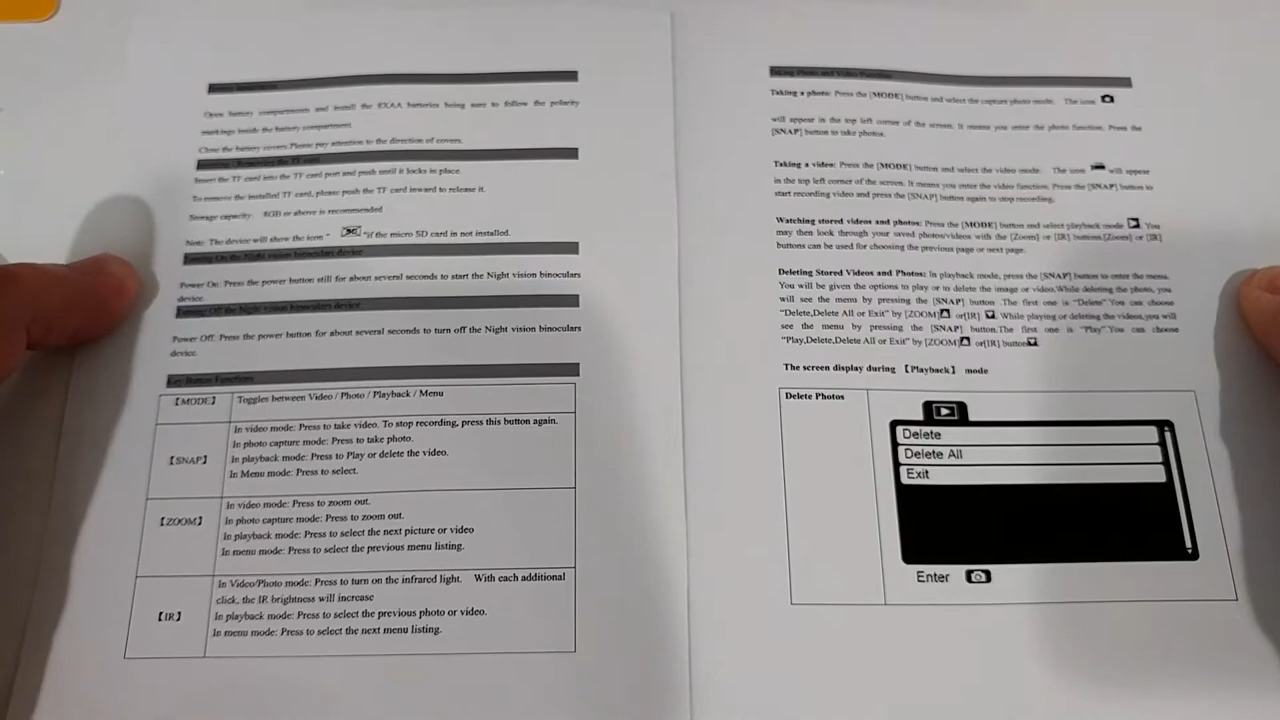 Open battery compartments and install the 8XAA batteries being sure to follow the polarity
markings inside the battery compartment.
Close the battery covers.Please pay attention to the direction of covers.
Insert the TF card into the TF card port and push until it locks in place.
To remove the installed TF card, please push the TF card inward to release it.
Storage capacity: 8GB or above is recommended
Note: The device will show the icon " "if the micro SD card in not installed.
Turning On the Night vision binoculars device
Power On: Press the power button still for about several seconds to start the Night vision binoculars
device.
Turning Off the Night vision binoculars device
Power Off: Press the power button for about several seconds to turn off the Night vision binoculars
device.
Key Button Functions
【MODE】 Toggles between Video / Photo / Playback / Menu
【SNAP】
In video mode: Press to take video. To stop recording, press this button again.
In photo capture mode: Press to take photo.
In playback mode: Press to Play or delete the video.
In Menu mode: Press to select.
【ZOOM】
In video mode: Press to zoom out.
In photo capture mode: Press to zoom out.
In playback mode: Press to select the next picture or video
In menu mode: Press to select the previous menu listing.
【IR】
In Video/Photo mode: Press to turn on the infrared light. With each additional
click, the IR brightness will increase
In playback mode: Press to select the previous photo or video.
In menu mode: Press to select the next menu listing.
Taking Photo and Video Function
Taking a photo: Press the [MODE] button and select the capture photo mode. The icon
will appear in the top left corner of the screen. It means you enter the photo function. Press the
[SNAP] button to take photos.
Taking a video: Press the [MODE] button and select the video mode. The icon will appear
in the top left corner of the screen. It means you enter the video function. Press the [SNAP] button to
start recording video and press the [SNAP] button again to stop recording.
Watching stored videos and photos: Press the [MODE] button and select playback mode . You
may then look through your saved photos/videos with the [Zoom] or [IR] buttons.[Zoom] or [IR]
buttons can be used for choosing the previous page or next page.
Deleting Stored Videos and Photos: In playback mode, press the [SNAP] button to enter the menu.
You will be given the options to play or to delete the image or video.While deleting the photo, you
will see the menu by pressing the [SNAP] button .The first one is "Delete".You can choose
"Delete,Delete All or Exit" by [ZOOM] or[IR] . While playing or deleting the videos,you will
see the menu by pressing the [SNAP] button.The first one is "Play".You can choose
"Play,Delete,Delete All or Exit" by [ZOOM] or[IR] button .
The screen display during 【Playback】 mode
Delete Photos
Delete
Delete All
Exit
Enter